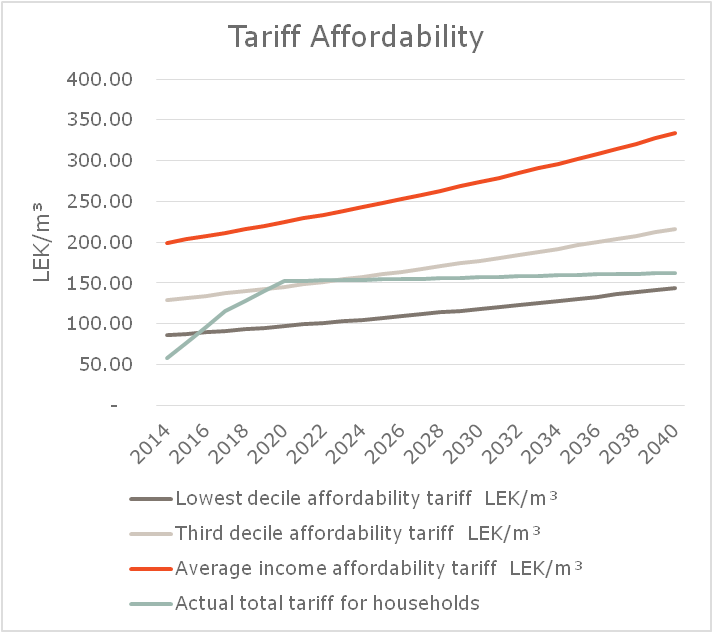 Tariff Affordability
LEK/m³
400.00
350.00
300.00
250.00
200.00
150.00
100.00
50.00
-
2014 2016 2018 2020 2022 2024 2026 2028 2030 2032 2034 2036 2038 2040
Lowest decile affordability tariff LEK/m³
Third decile affordability tariff LEK/m³
Average income affordability tariff LEK/m³
Actual total tariff for households